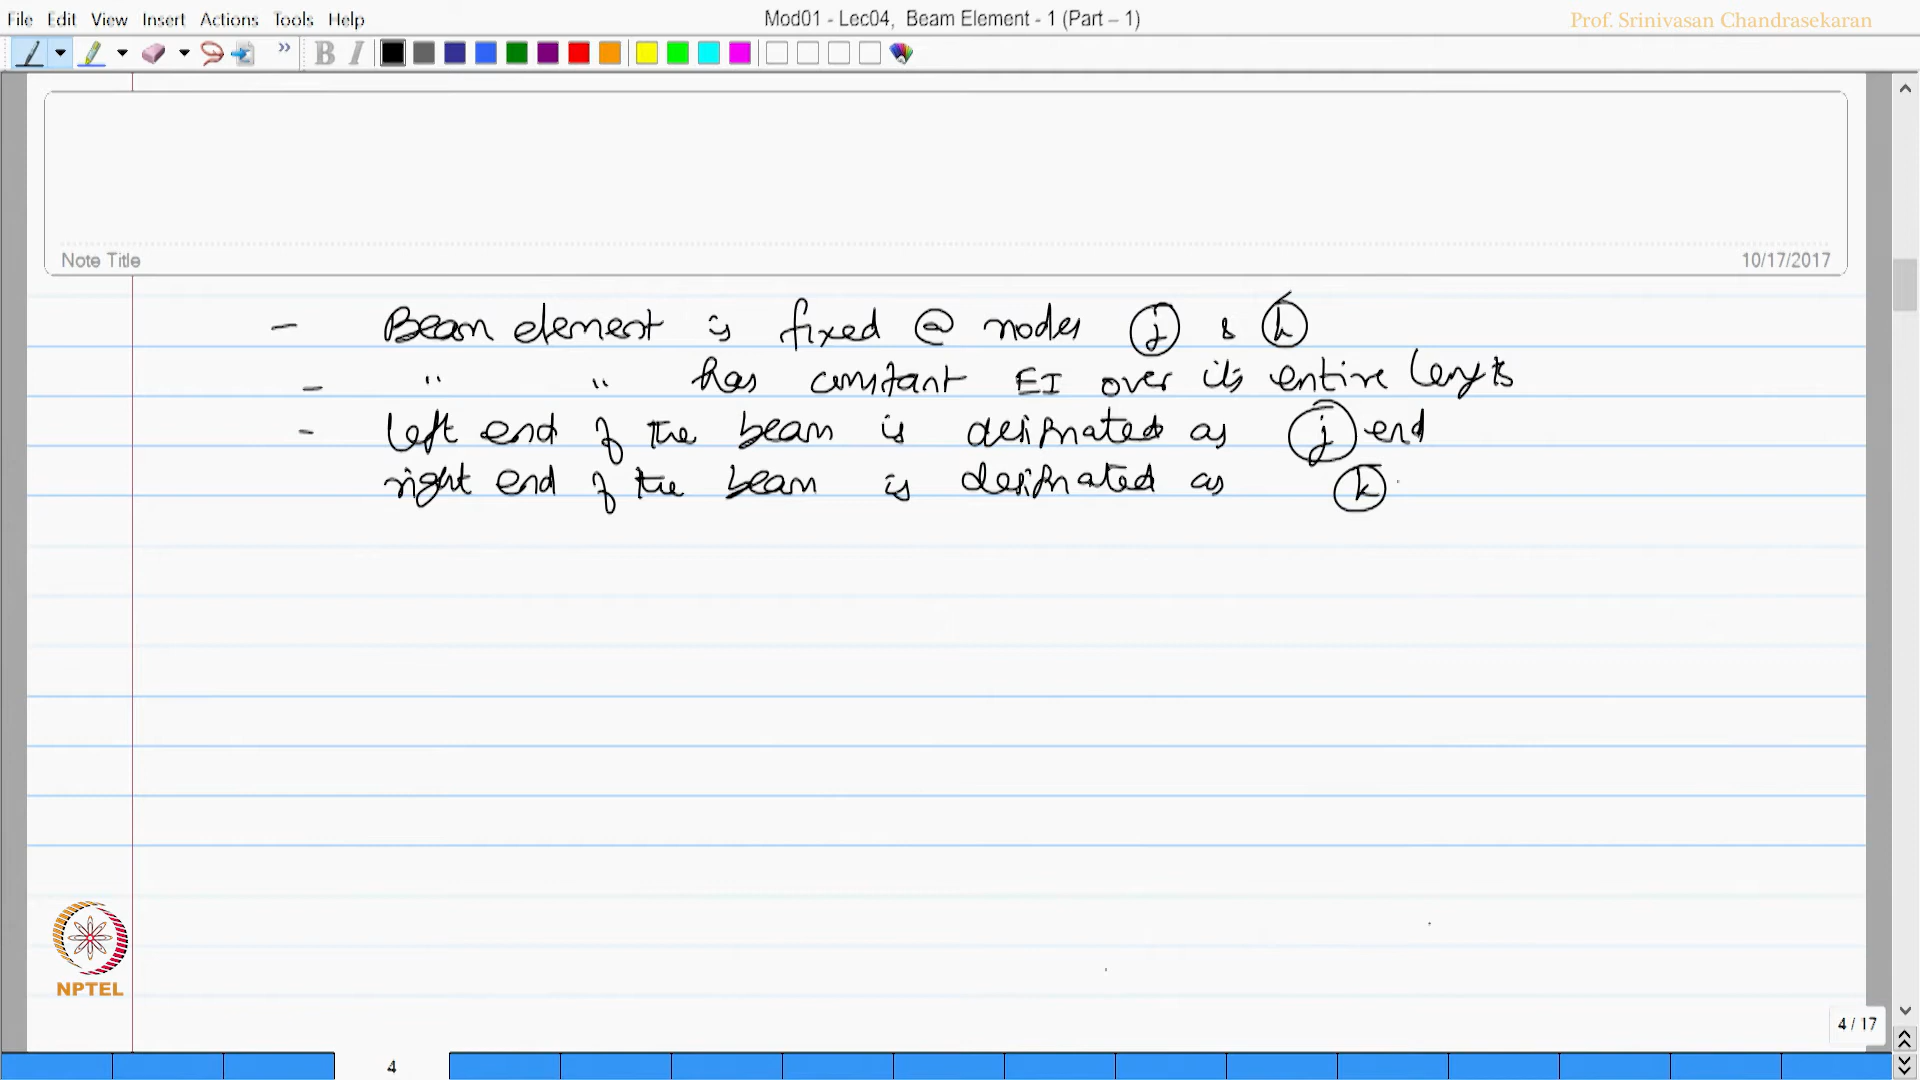 File Edit View Insert Actions Tools Help
Mod01 - Lec04, Beam Element - 1 (Part – 1)
Prof. Srinivasan Chandrasekaran
B I
Note Title
10/17/2017
- Beam element is fixed @ nodes j & k
- " " has constant EI over its entire length
- left end of the beam is designated as j end
right end of the beam is designated as k
NPTEL
4 / 17
4